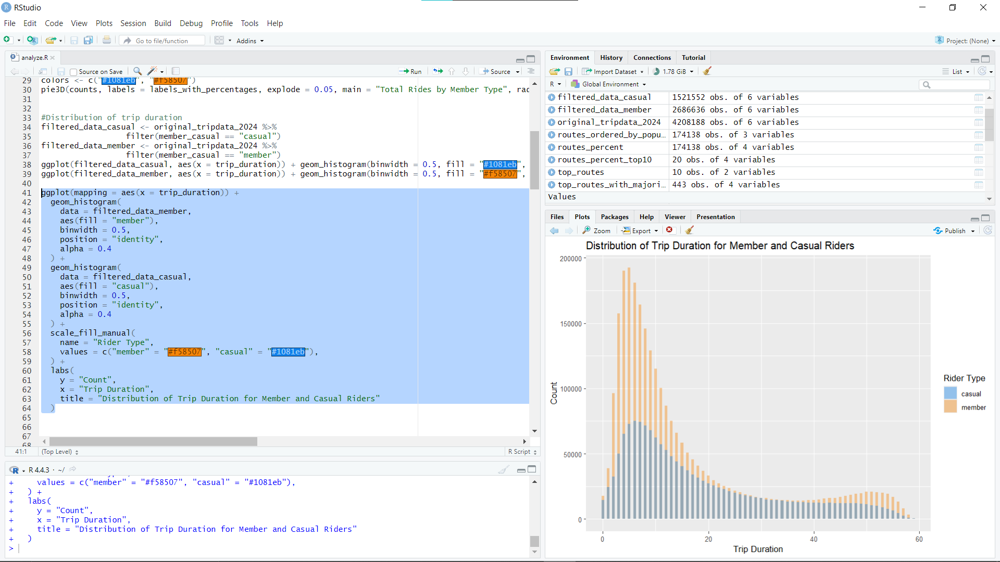 RStudio
File Edit Code View Plots Session Build Debug Profile Tools Help
Go to file/function Addins Project: (None)
analyze.R
Source on Save Run Source
29 colors <- c("#1081eb", "#f58507")
30 pie3D(counts, labels = labels_with_percentages, explode = 0.05, main = "Total Rides by Member Type", rac
31
32
33 #Distribution of trip duration
34 filtered_data_casual <- original_tripdata_2024 %>%
35 filter(member_casual == "casual")
36 filtered_data_member <- original_tripdata_2024 %>%
37 filter(member_casual == "member")
38 ggplot(filtered_data_casual, aes(x = trip_duration)) + geom_histogram(binwidth = 0.5, fill = "#1081eb",
39 ggplot(filtered_data_member, aes(x = trip_duration)) + geom_histogram(binwidth = 0.5, fill = "#f58507",
40
41 ggplot(mapping = aes(x = trip_duration)) +
42 geom_histogram(
43 data = filtered_data_member,
44 aes(fill = "member"),
45 binwidth = 0.5,
46 position = "identity",
47 alpha = 0.4
48 ) +
49 geom_histogram(
50 data = filtered_data_casual,
51 aes(fill = "casual"),
52 binwidth = 0.5,
53 position = "identity",
54 alpha = 0.4
55 ) +
56 scale_fill_manual(
57 name = "Rider Type",
58 values = c("member" = "#f58507", "casual" = "#1081eb"),
59 ) +
60 labs(
61 y = "Count",
62 x = "Trip Duration",
63 title = "Distribution of Trip Duration for Member and Casual Riders"
64 )
65
66
67
68
41:1 (Top Level) R Script
R 4.4.3 · ~/
+ values = c("member" = "#f58507", "casual" = "#1081eb"),
+ ) +
+ labs(
+ y = "Count",
+ x = "Trip Duration",
+ title = "Distribution of Trip Duration for Member and Casual Riders"
+ )
>
Environment History Connections Tutorial
Import Dataset 1.78 GiB List
R Global Environment
filtered_data_casual 1521552 obs. of 6 variables
filtered_data_member 2686636 obs. of 6 variables
original_tripdata_2024 4208188 obs. of 6 variables
routes_ordered_by_popu… 174138 obs. of 3 variables
routes_percent 174138 obs. of 4 variables
routes_percent_top10 20 obs. of 4 variables
top_routes 10 obs. of 2 variables
top_routes_with_majori… 443 obs. of 4 variables
Values
Files Plots Packages Help Viewer Presentation
Zoom Export Publish
Distribution of Trip Duration for Member and Casual Riders
200000
150000
100000
50000
0
Count
0 20 40 60
Trip Duration
Rider Type
casual
member